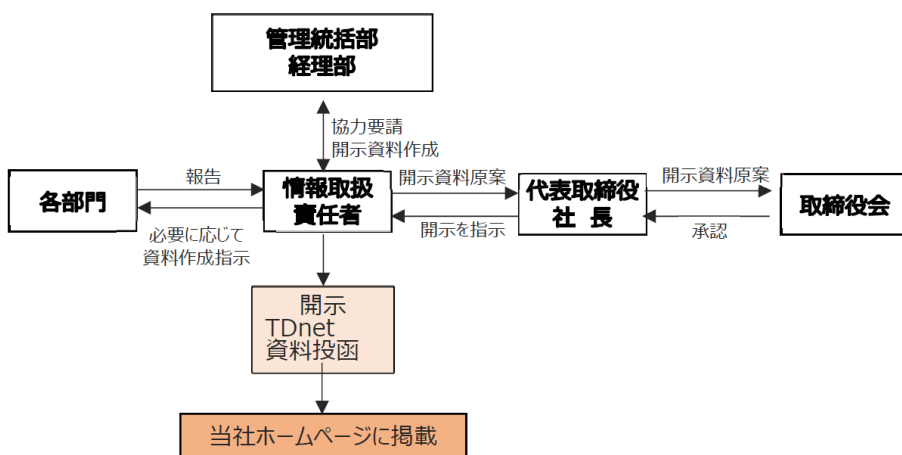 管理統括部
経理部
協力要請
開示資料作成
各部門
報告
必要に応じて
資料作成指示
情報取扱
責任者
開示資料原案
開示を指示
代表取締役
社 長
開示資料原案
承認
取締役会
開示
TDnet
資料投函
当社ホームページに掲載